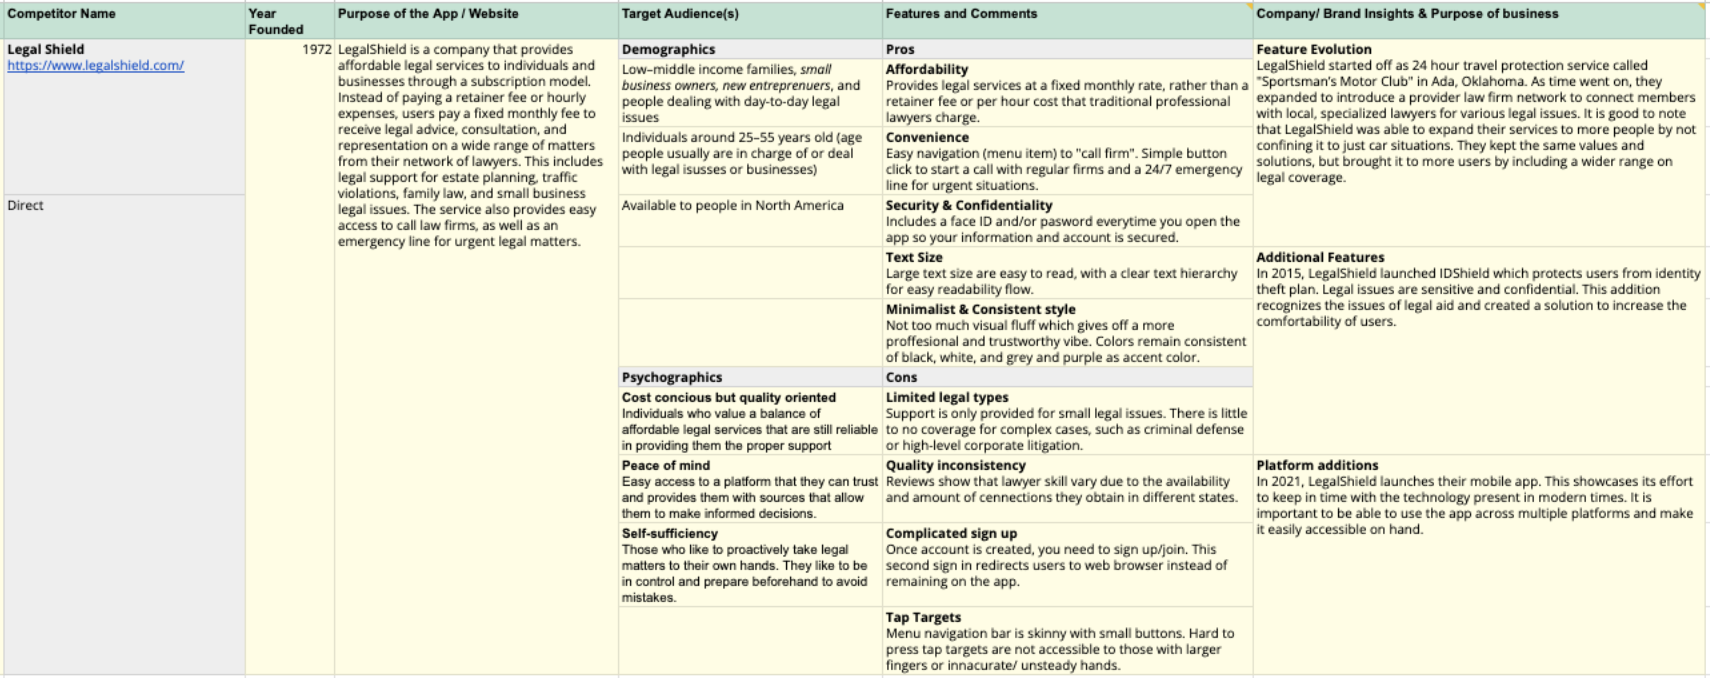 Competitor Name
Year
Founded
Purpose of the App / Website
Target Audience(s)
Features and Comments
Company/ Brand Insights & Purpose of business
Legal Shield
https://www.legalshield.com/
Direct
1972
LegalShield is a company that provides
affordable legal services to individuals and
businesses through a subscription model.
Instead of paying a retainer fee or hourly
expenses, users pay a fixed monthly fee to
receive legal advice, consultation, and
representation on a wide range of matters
from their network of lawyers. This includes
legal support for estate planning, traffic
violations, family law, and small business
legal issues. The service also provides easy
access to call law firms, as well as an
emergency line for urgent legal matters.
Demographics
Low–middle income families, small
business owners, new entreprenuers, and
people dealing with day-to-day legal
issues
Individuals around 25–55 years old (age
people usually are in charge of or deal
with legal isusses or businesses)
Available to people in North America
Psychographics
Cost concious but quality oriented
Individuals who value a balance of
affordable legal services that are still reliable
in providing them the proper support
Peace of mind
Easy access to a platform that they can trust
and provides them with sources that allow
them to make informed decisions.
Self-sufficiency
Those who like to proactively take legal
matters to their own hands. They like to be
in control and prepare beforehand to avoid
mistakes.
Pros
Affordability
Provides legal services at a fixed monthly rate, rather than a
retainer fee or per hour cost that traditional professional
lawyers charge.
Convenience
Easy navigation (menu item) to "call firm". Simple button
click to start a call with regular firms and a 24/7 emergency
line for urgent situations.
Security & Confidentiality
Includes a face ID and/or pasword everytime you open the
app so your information and account is secured.
Text Size
Large text size are easy to read, with a clear text hierarchy
for easy readability flow.
Minimalist & Consistent style
Not too much visual fluff which gives off a more
proffesional and trustworthy vibe. Colors remain consistent
of black, white, and grey and purple as accent color.
Cons
Limited legal types
Support is only provided for small legal issues. There is little
to no coverage for complex cases, such as criminal defense
or high-level corporate litigation.
Quality inconsistency
Reviews show that lawyer skill vary due to the availability
and amount of cennections they obtain in different states.
Complicated sign up
Once account is created, you need to sign up/join. This
second sign in redirects users to web browser instead of
remaining on the app.
Tap Targets
Menu navigation bar is skinny with small buttons. Hard to
press tap targets are not accessible to those with larger
fingers or innacurate/ unsteady hands.
Feature Evolution
LegalShield started off as 24 hour travel protection service called
"Sportsman's Motor Club" in Ada, Oklahoma. As time went on, they
expanded to introduce a provider law firm network to connect members
with local, specialized lawyers for various legal issues. It is good to note
that LegalShield was able to expand their services to more people by not
confining it to just car situations. They kept the same values and
solutions, but brought it to more users by including a wider range on
legal coverage.
Additional Features
In 2015, LegalShield launched IDShield which protects users from identity
theft plan. Legal issues are sensitive and confidential. This addition
recognizes the issues of legal aid and created a solution to increase the
comfortability of users.
Platform additions
In 2021, LegalShield launches their mobile app. This showcases its effort
to keep in time with the technology present in modern times. It is
important to be able to use the app across multiple platforms and make
it easily accessible on hand.